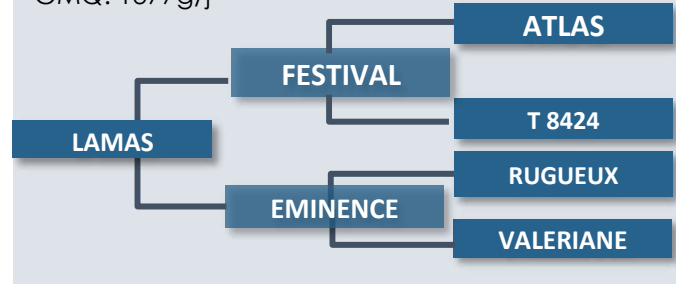 ATLAS
FESTIVAL
T 8424
LAMAS
RUGUEUX
EMINENCE
VALERIANE